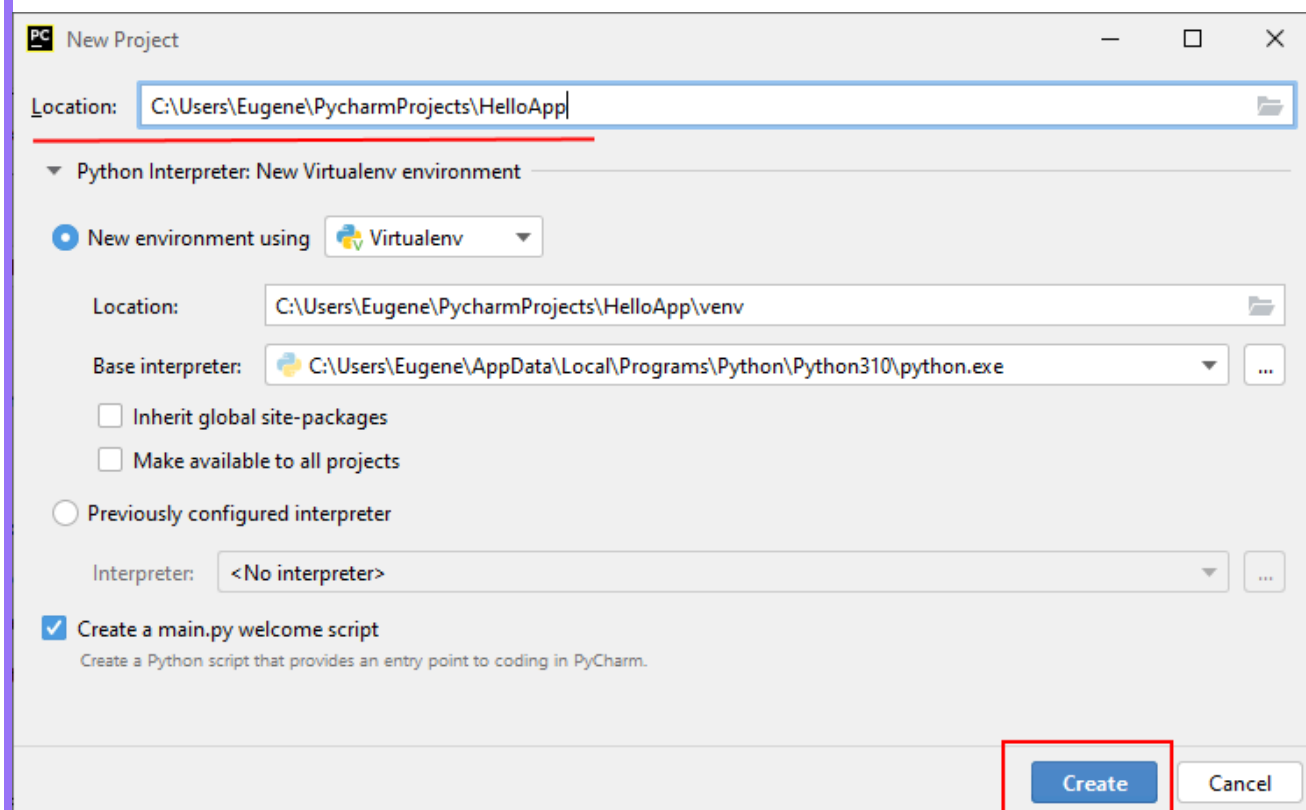 PC New Project
Location: C:\Users\Eugene\PycharmProjects\HelloApp
Python Interpreter: New Virtualenv environment
New environment using Virtualenv
Location: C:\Users\Eugene\PycharmProjects\HelloApp\venv
Base interpreter: C:\Users\Eugene\AppData\Local\Programs\Python\Python310\python.exe ...
Inherit global site-packages
Make available to all projects
Previously configured interpreter
Interpreter: <No interpreter> ...
Create a main.py welcome script
Create a Python script that provides an entry point to coding in PyCharm.
Create Cancel